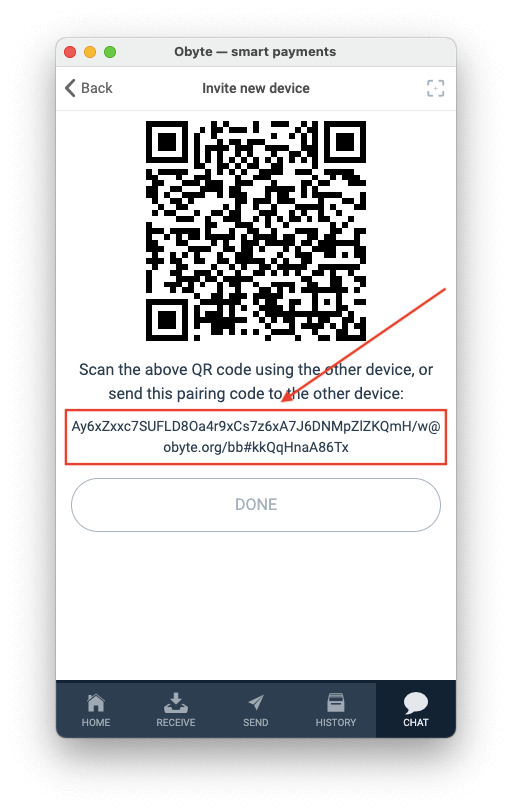 Obyte — smart payments
Back
Invite new device
Scan the above QR code using the other device, or
send this pairing code to the other device:
Ay6xZxxc7SUFLD8Oa4r9xCs7z6xA7J6DNMpZlZKQmH/w@
obyte.org/bb#kkQqHnaA86Tx
DONE
HOME
RECEIVE
SEND
HISTORY
CHAT